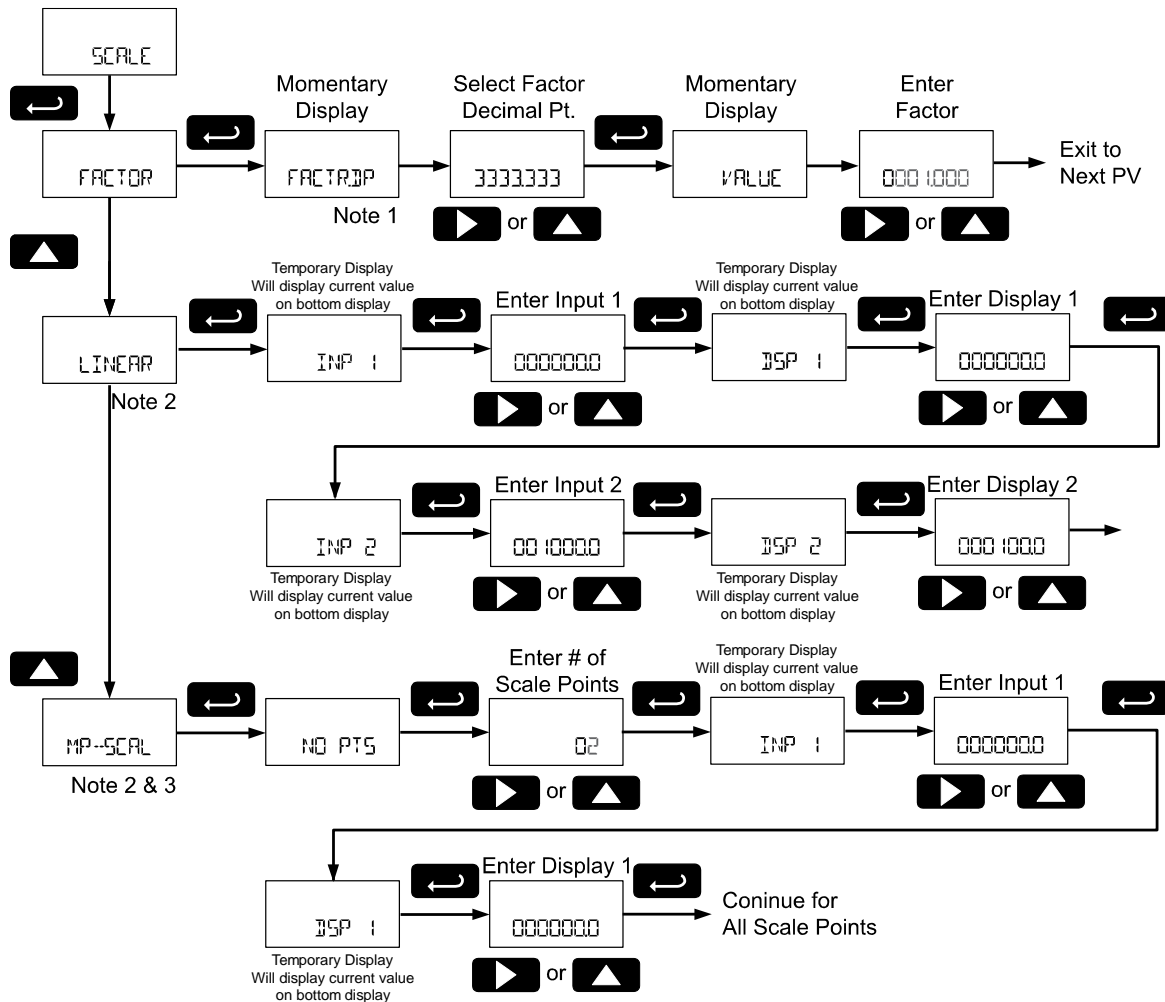 SCALE
Momentary
Display
Select Factor
Decimal Pt.
Momentary
Display
Enter
Factor
FACTOR
FACTR.DP
3333.333
VALUE
0001.000
Exit to
Next PV
Note 1
or
or
Temporary Display
Will display current value
on bottom display
Enter Input 1
Temporary Display
Will display current value
on bottom display
Enter Display 1
LINEAR
INP 1
000000.0
DSP 1
000000.0
Note 2
or
or
Enter Input 2
Enter Display 2
INP 2
001000.0
DSP 2
000100.0
Temporary Display
Will display current value
on bottom display
or
Temporary Display
Will display current value
on bottom display
or
Enter # of
Scale Points
Temporary Display
Will display current value
on bottom display
Enter Input 1
MP--SCAL
NO PTS
02
INP 1
000000.0
Note 2 & 3
or
or
Enter Display 1
DSP 1
000000.0
Coninue for
All Scale Points
Temporary Display
Will display current value
on bottom display
or